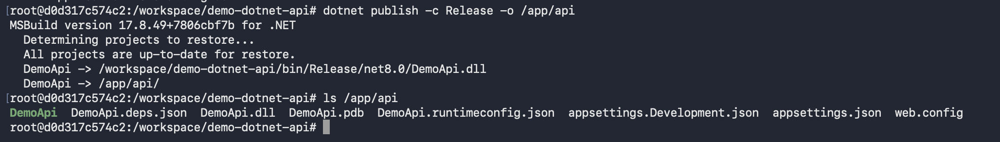 [root@d0d317c574c2:/workspace/demo-dotnet-api# dotnet publish -c Release -o /app/api
MSBuild version 17.8.49+7806cbf7b for .NET
  Determining projects to restore...
  All projects are up-to-date for restore.
  DemoApi -> /workspace/demo-dotnet-api/bin/Release/net8.0/DemoApi.dll
  DemoApi -> /app/api/
[root@d0d317c574c2:/workspace/demo-dotnet-api# ls /app/api
DemoApi  DemoApi.deps.json  DemoApi.dll  DemoApi.pdb  DemoApi.runtimeconfig.json  appsettings.Development.json  appsettings.json  web.config
root@d0d317c574c2:/workspace/demo-dotnet-api#